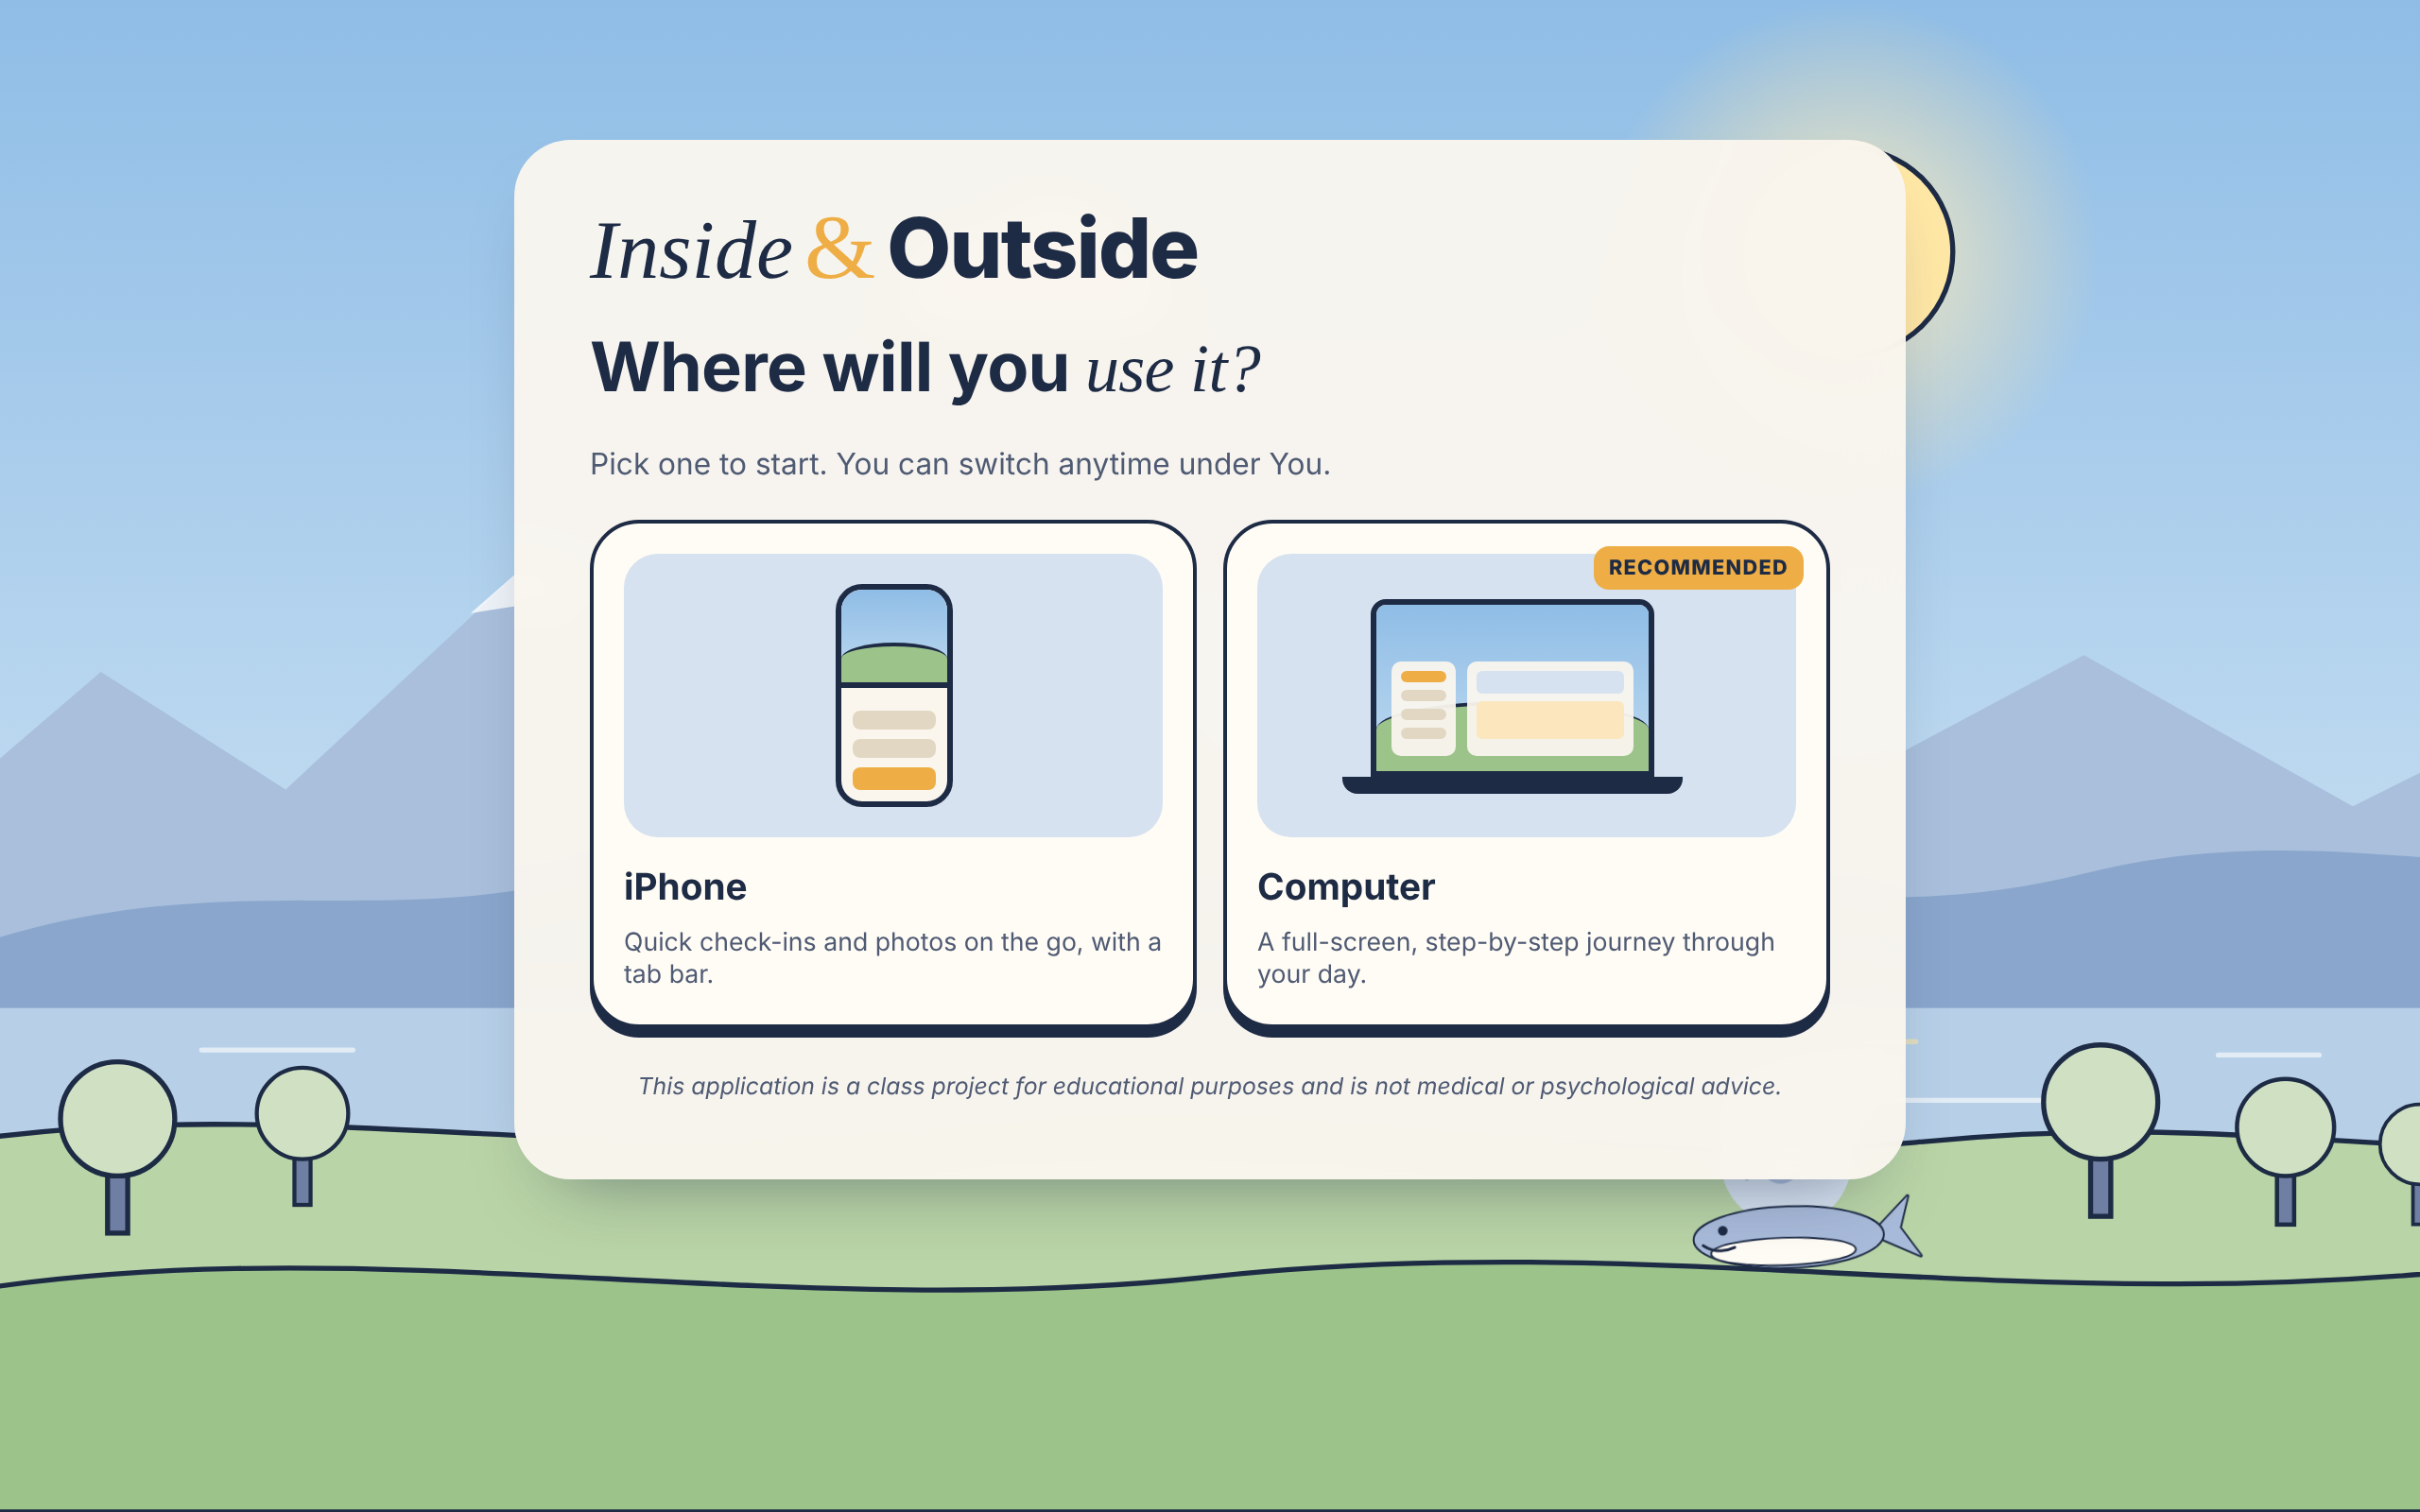 Inside & Outside
Where will you use it?
Pick one to start. You can switch anytime under You.
RECOMMENDED
iPhone
Quick check-ins and photos on the go, with a
tab bar.
Computer
A full-screen, step-by-step journey through
your day.
This application is a class project for educational purposes and is not medical or psychological advice.